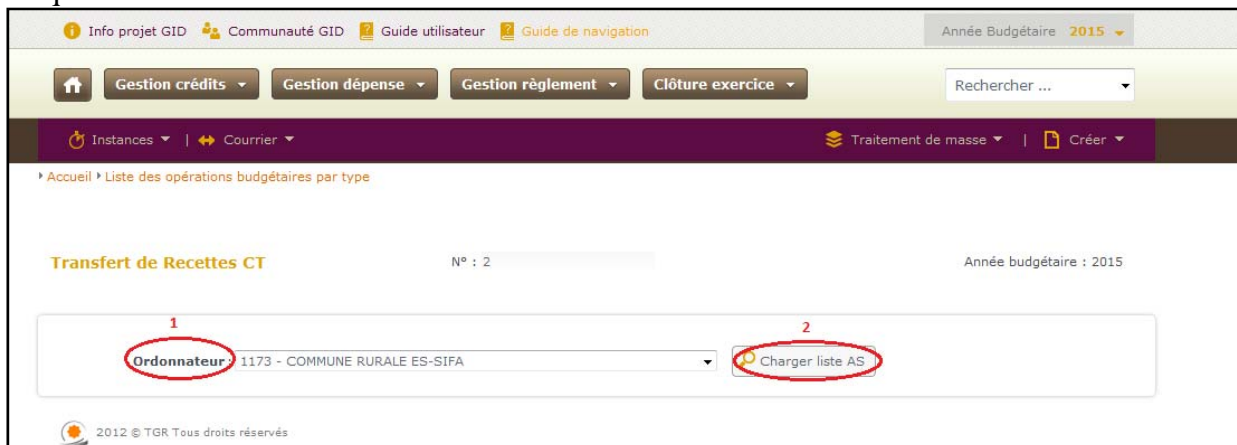 Info projet GID Communauté GID Guide utilisateur Guide de navigation Année Budgétaire 2015
Gestion crédits Gestion dépense Gestion règlement Clôture exercice Rechercher ...
Instances | Courrier Traitement de masse | Créer
Accueil Liste des opérations budgétaires par type
Transfert de Recettes CT N° : 2 Année budgétaire : 2015
1 2
Ordonnateur : 1173 - COMMUNE RURALE ES-SIFA Charger liste AS
2012 © TGR Tous droits réservés